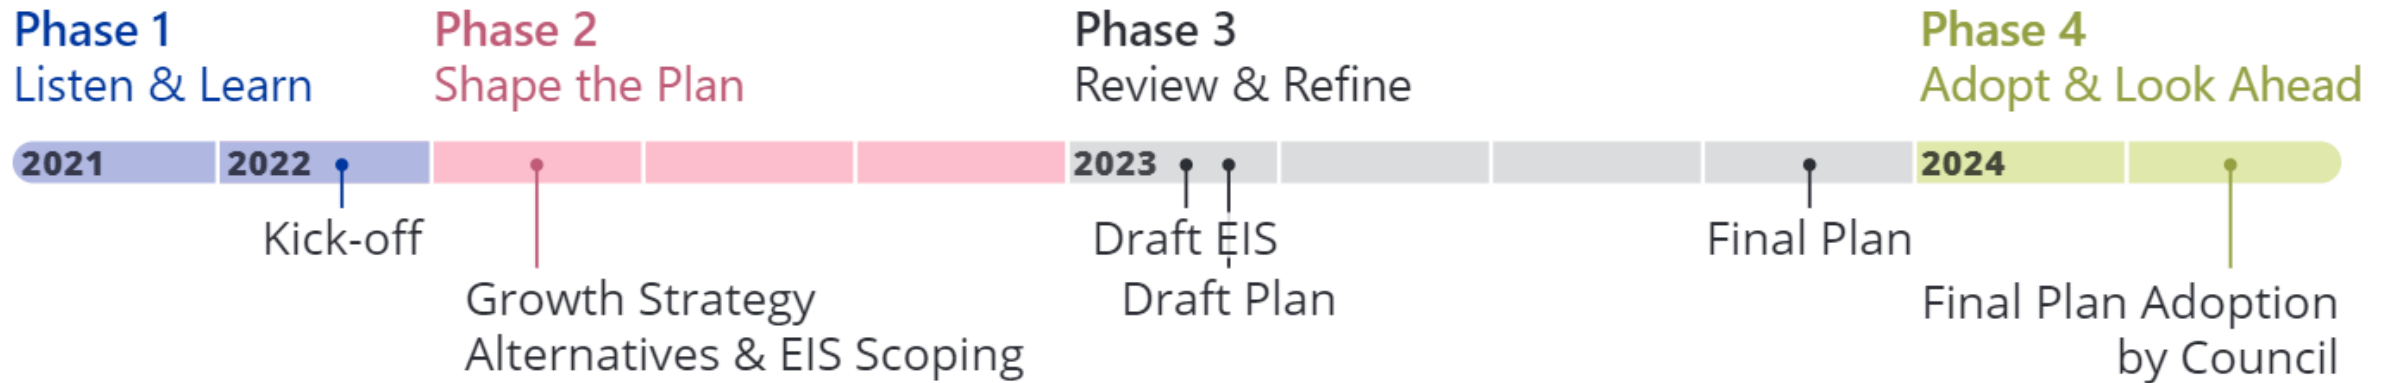 Phase 1
Listen & Learn
Phase 2
Shape the Plan
Phase 3
Review & Refine
Phase 4
Adopt & Look Ahead
2021
2022
2023
2024
Kick-off
Growth Strategy
Alternatives & EIS Scoping
Draft EIS
Draft Plan
Final Plan
Final Plan Adoption
by Council